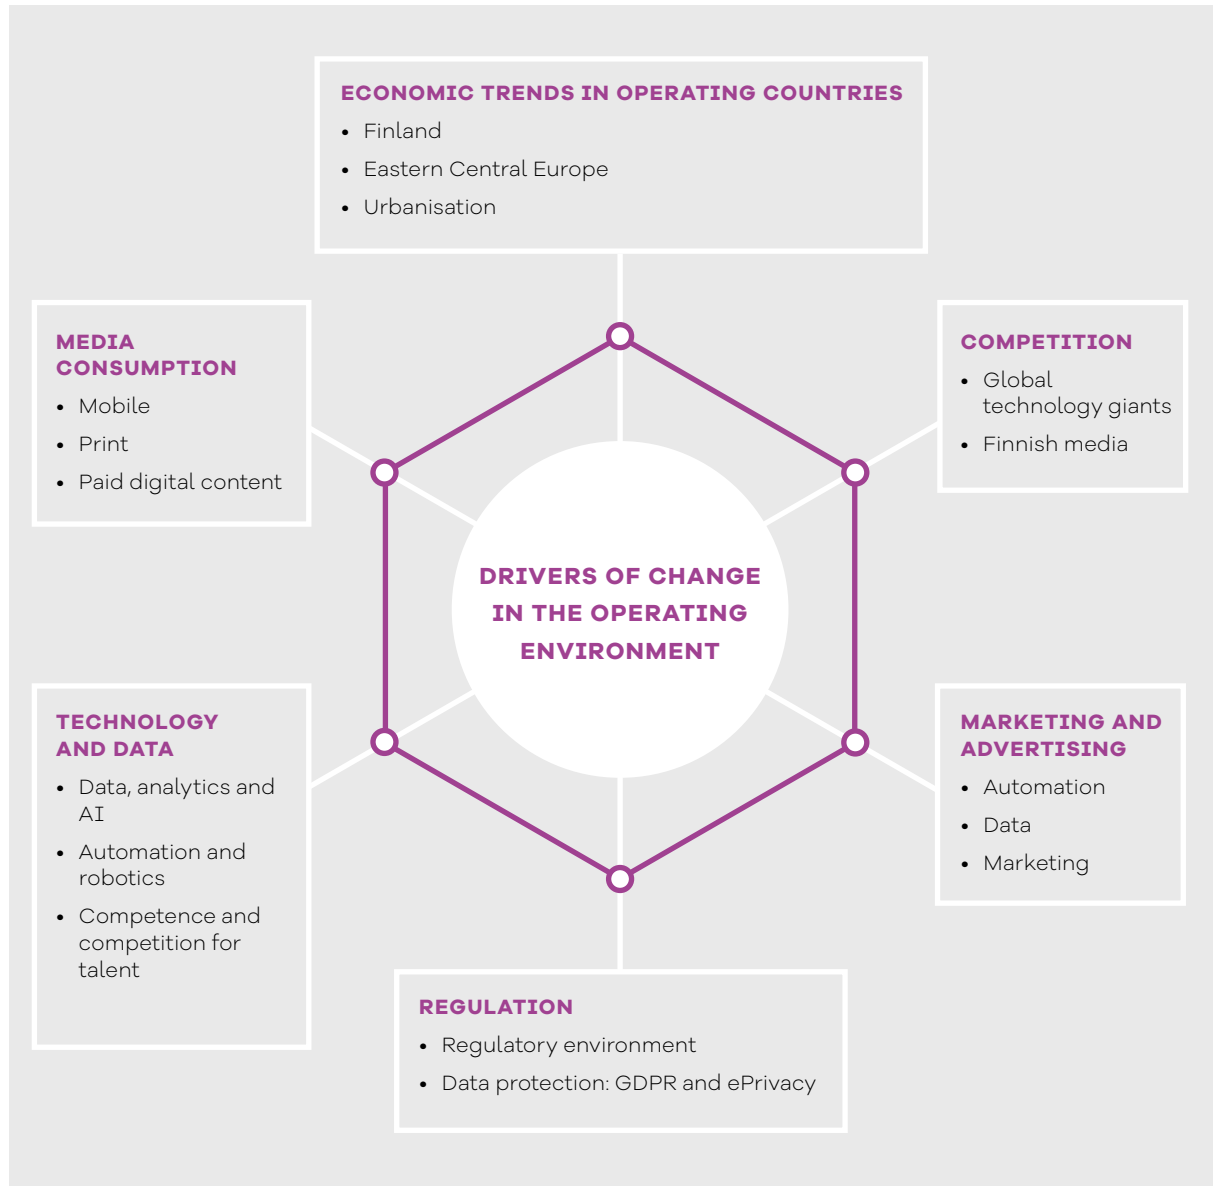 ECONOMIC TRENDS IN OPERATING COUNTRIES
• Finland
• Eastern Central Europe
• Urbanisation
MEDIA
CONSUMPTION
• Mobile
• Print
• Paid digital content
COMPETITION
• Global
technology giants
• Finnish media
DRIVERS OF CHANGE
IN THE OPERATING
ENVIRONMENT
TECHNOLOGY
AND DATA
• Data, analytics and
AI
• Automation and
robotics
• Competence and
competition for
talent
MARKETING AND
ADVERTISING
• Automation
• Data
• Marketing
REGULATION
• Regulatory environment
• Data protection: GDPR and ePrivacy